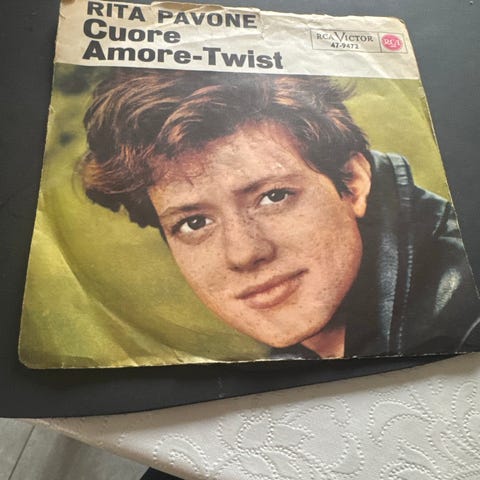 RITA PAVONE
Cuore
Amore-Twist
RCA VICTOR
47-9472
RCA